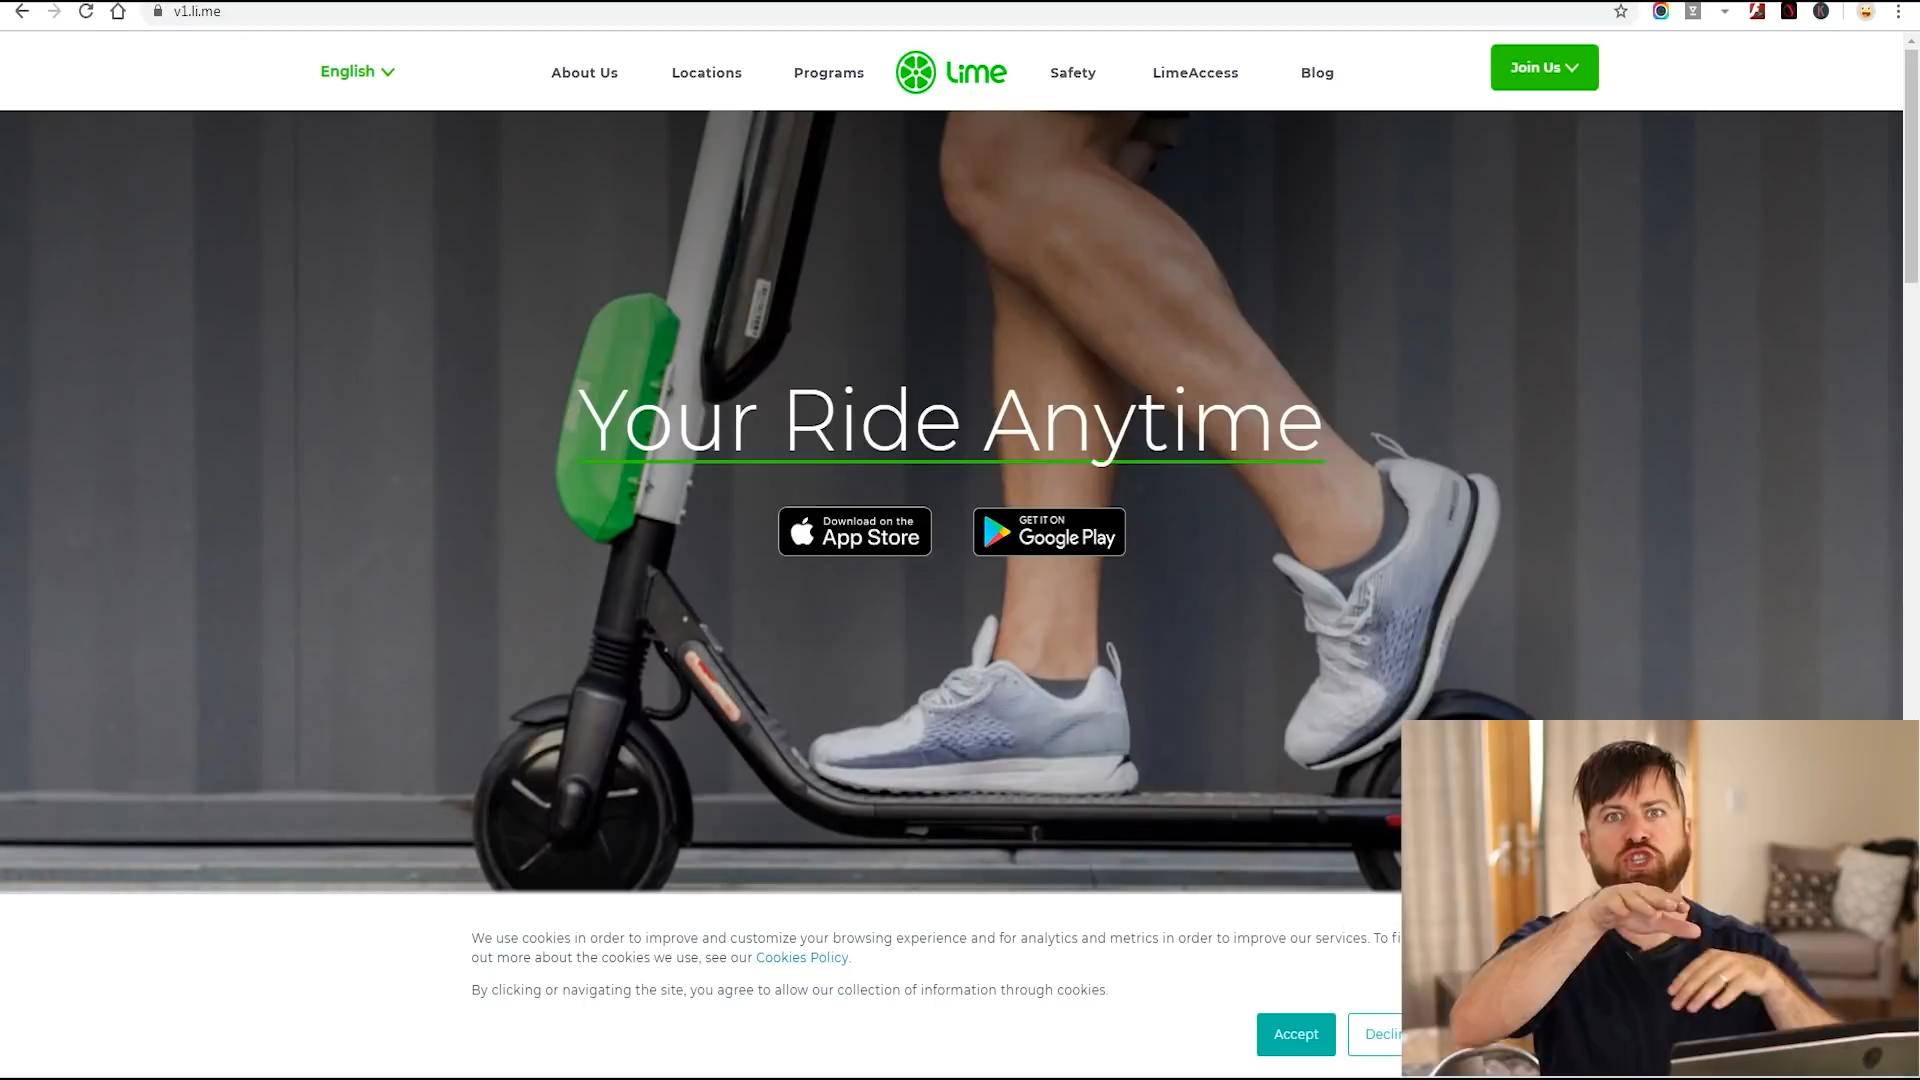 v1.li.me
English
About Us
Locations
Programs
Lime
Safety
LimeAccess
Blog
Join Us
Your Ride Anytime
Download on the
App Store
GET IT ON
Google Play
We use cookies in order to improve and customize your browsing experience and for analytics and metrics in order to improve our services. To fi
out more about the cookies we use, see our Cookies Policy.
By clicking or navigating the site, you agree to allow our collection of information through cookies.
Accept
Declin